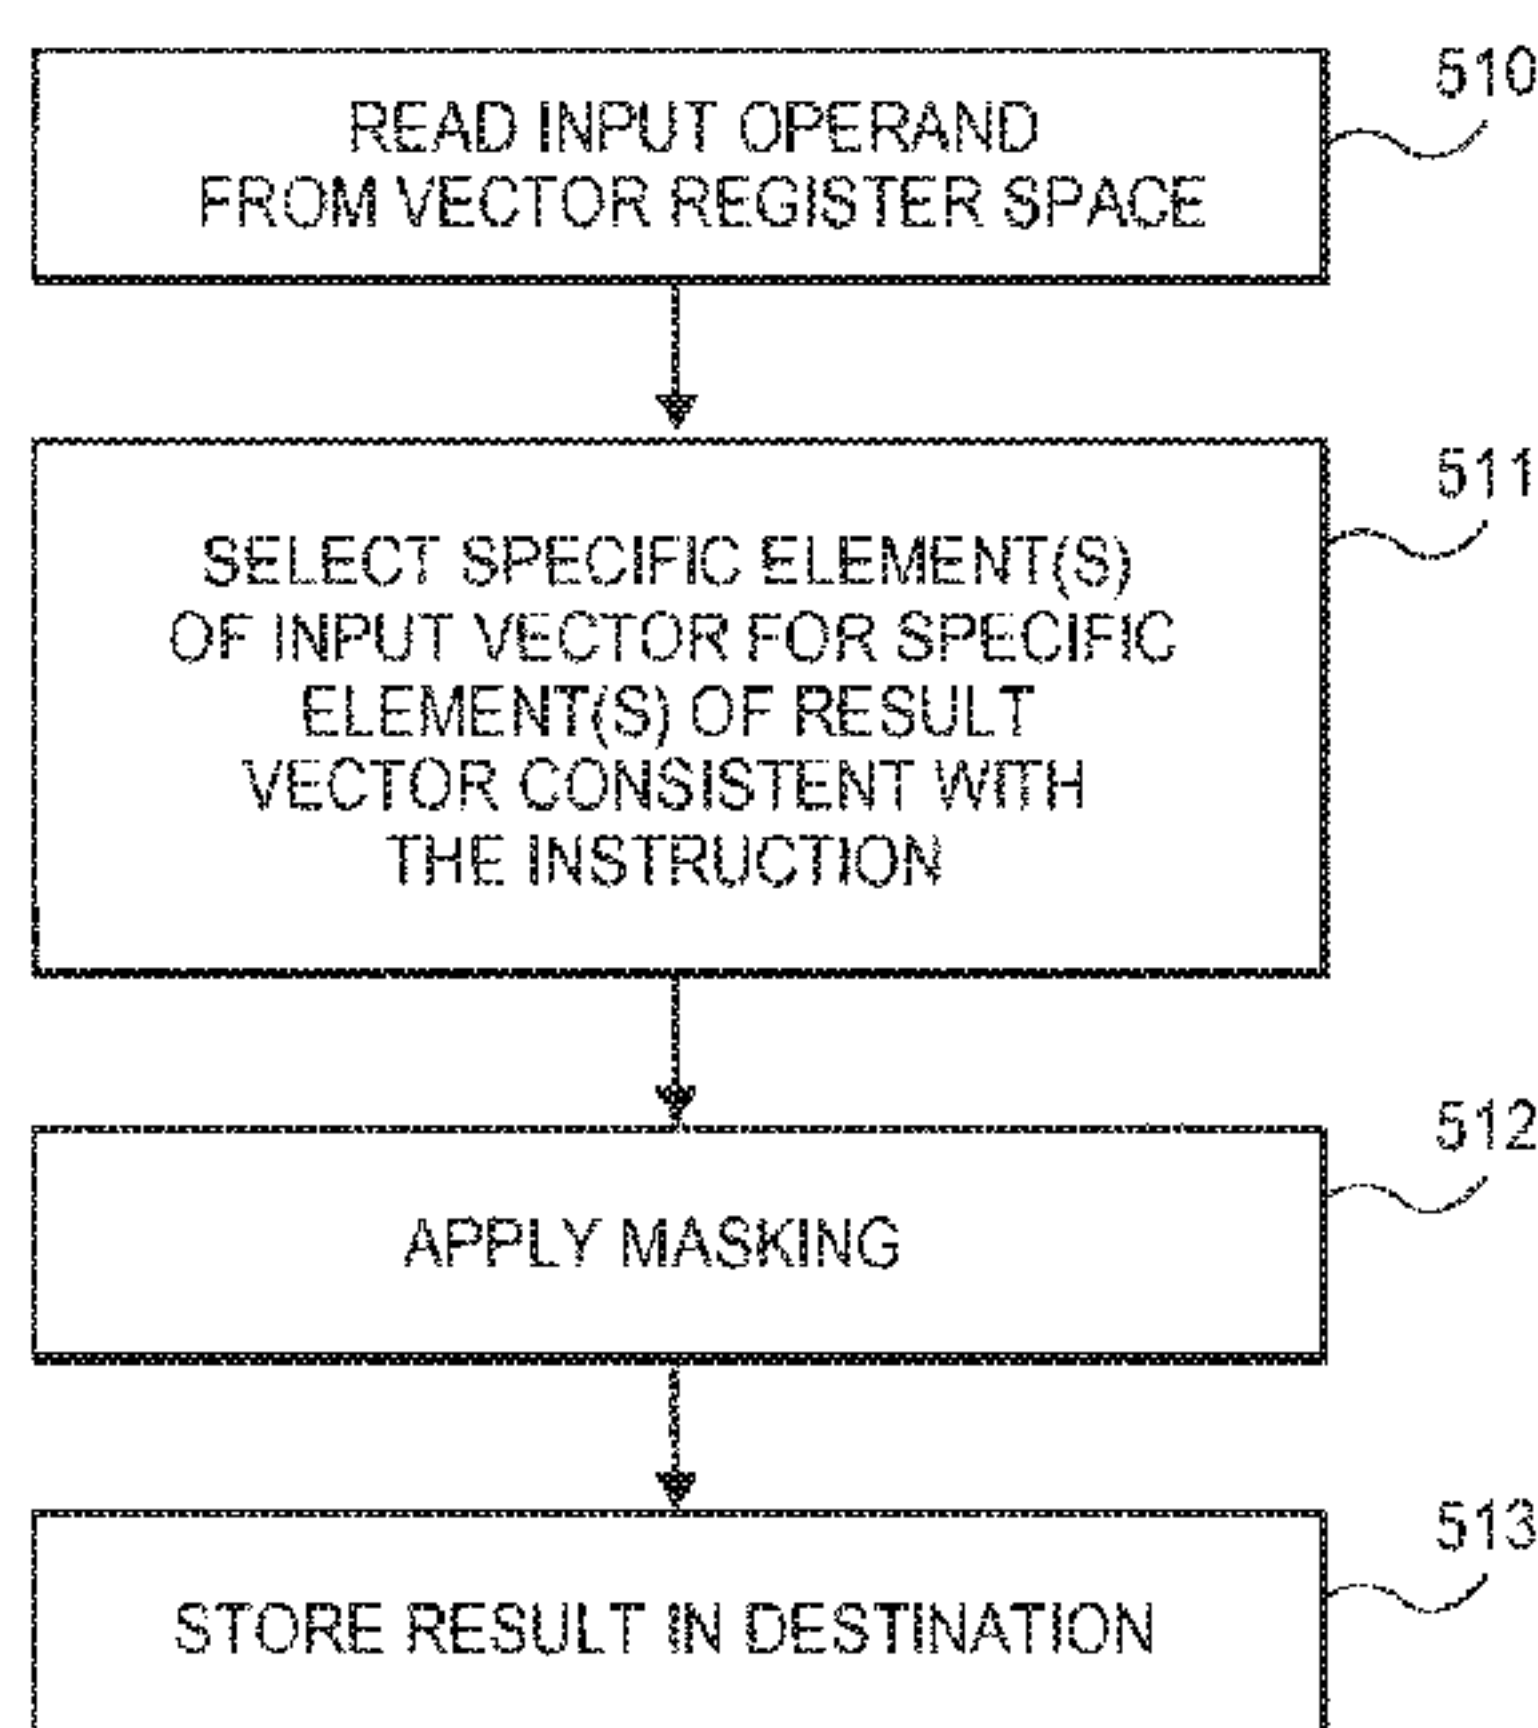 510
READ INPUT OPERAND
FROM VECTOR REGISTER SPACE
511
SELECT SPECIFIC ELEMENT(S)
OF INPUT VECTOR FOR SPECIFIC
ELEMENT(S) OF RESULT
VECTOR CONSISTENT WITH
THE INSTRUCTION
512
APPLY MASKING
513
STORE RESULT IN DESTINATION